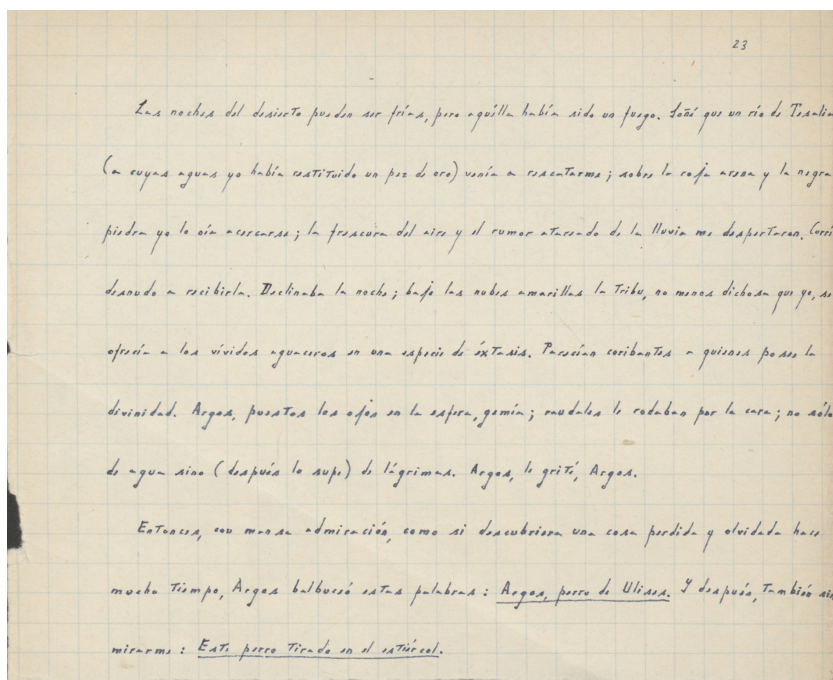 23
Las noches del desierto pueden ser frías, pero aquélla había sido un fuego. Soñé que un río de Tesalia
(a cuyas aguas yo había restituido un pez de oro) venía a rescatarme; sobre la roja arena y la negra
piedra yo lo oía acercarse; la frescura del aire y el rumor atareado de la lluvia me despertaron. Corrí
desnudo a recibirla. Declinaba la noche; bajo las nubes amarillas la Tribu, no menos dichosa que yo, se
ofrecía a los vívidos aguaceros en una especie de éxtasis. Parecían coribantes a quienes posee la
divinidad. Argos, puestos los ojos en la esfera, gemía; raudales le rodaban por la cara; no sólo
de agua sino (después lo supe) de lágrimas. Argos, le grité, Argos.
Entonces, con mansa admiración, como si descubriera una cosa perdida y olvidada hace
mucho tiempo, Argos balbuceó estas palabras: Argos, perro de Ulises. Y después, también sin
mirarme: Este perro tirado en el estiércol.